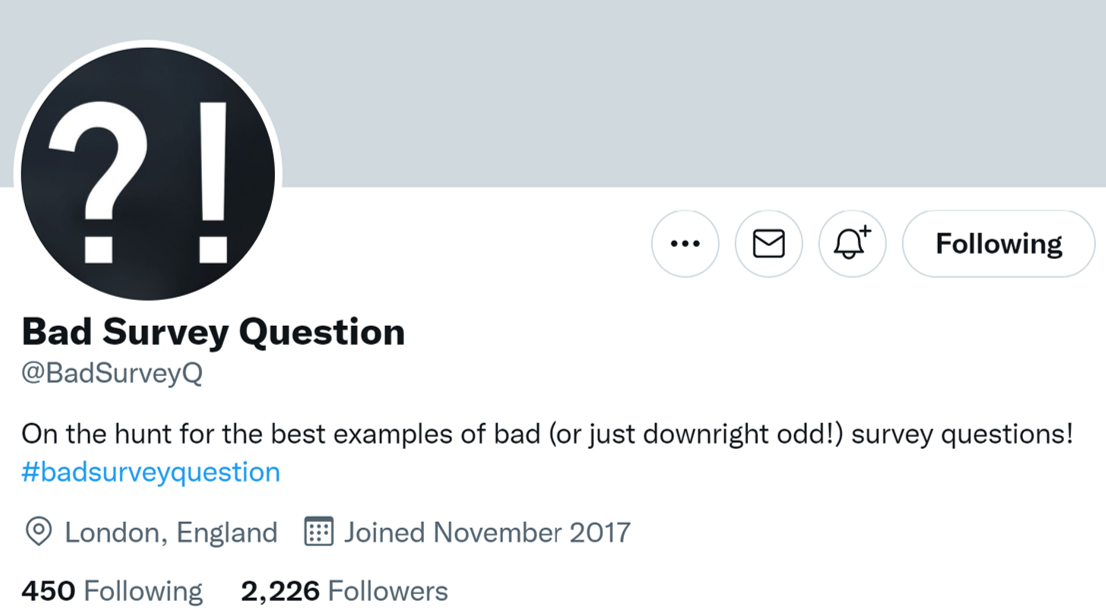 ?!
Following
Bad Survey Question
@BadSurveyQ
On the hunt for the best examples of bad (or just downright odd!) survey questions!
#badsurveyquestion
London, England Joined November 2017
450 Following 2,226 Followers